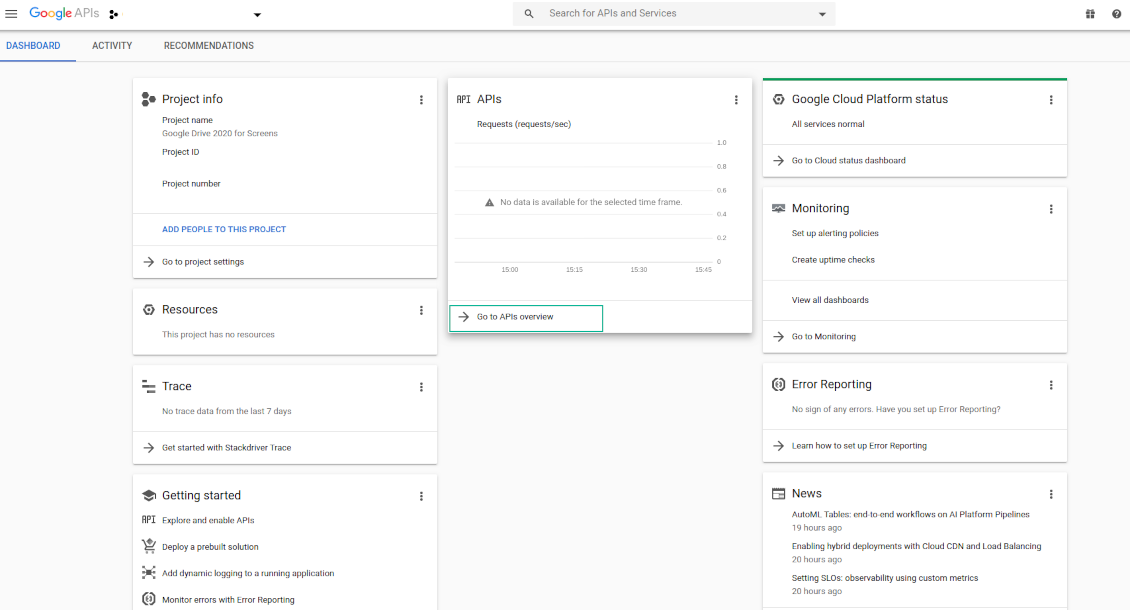 Google APIs
Search for APIs and Services
DASHBOARD
ACTIVITY
RECOMMENDATIONS
Project info
Project name
Google Drive 2020 for Screens
Project ID
Project number
ADD PEOPLE TO THIS PROJECT
Go to project settings
Resources
This project has no resources
Trace
No trace data from the last 7 days
Get started with Stackdriver Trace
Getting started
API Explore and enable APIs
Deploy a prebuilt solution
Add dynamic logging to a running application
Monitor errors with Error Reporting
API APIs
Requests (requests/sec)
1.0
0.8
0.6
No data is available for the selected time frame.
0.4
0.2
0
15:00 15:15 15:30 15:45
Go to APIs overview
Google Cloud Platform status
All services normal
Go to Cloud status dashboard
Monitoring
Set up alerting policies
Create uptime checks
View all dashboards
Go to Monitoring
Error Reporting
No sign of any errors. Have you set up Error Reporting?
Learn how to set up Error Reporting
News
AutoML Tables: end-to-end workflows on AI Platform Pipelines
19 hours ago
Enabling hybrid deployments with Cloud CDN and Load Balancing
20 hours ago
Setting SLOs: observability using custom metrics
20 hours ago